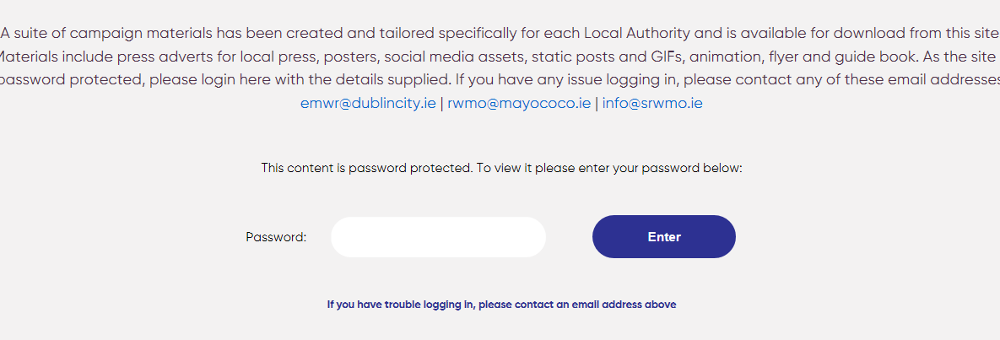 A suite of campaign materials has been created and tailored specifically for each Local Authority and is available for download from this site
Materials include press adverts for local press, posters, social media assets, static posts and GIFs, animation, flyer and guide book. As the site
password protected, please login here with the details supplied. If you have any issue logging in, please contact any of these email addresses
emwr@dublincity.ie | rwmo@mayococo.ie | info@srwmo.ie
This content is password protected. To view it please enter your password below:
Password:
Enter
If you have trouble logging in, please contact an email address above